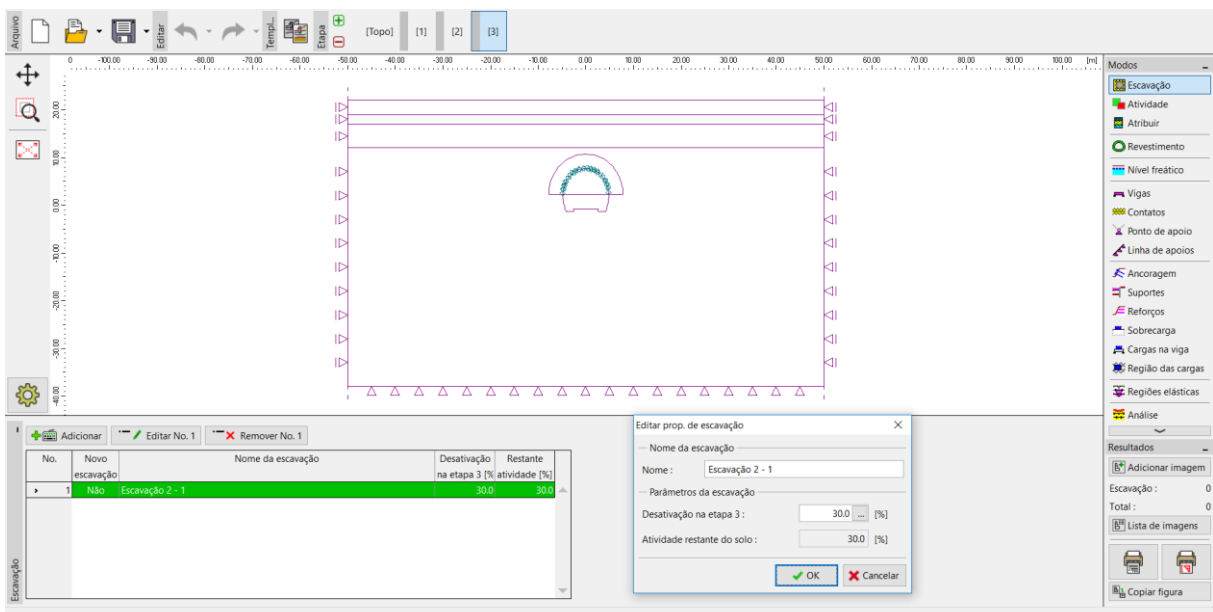 Arquivo
Editar
Templ...
Etapa
[Topo] [1] [2] [3]
0 -100.00 -90.00 -80.00 -70.00 -60.00 -50.00 -40.00 -30.00 -20.00 -10.00 0.00 10.00 20.00 30.00 40.00 50.00 60.00 70.00 80.00 90.00 100.00 [m]
20.00
10.00
0.00
-10.00
-20.00
-30.00
-40.00
Modos
Escavação
Atividade
Atribuir
Revestimento
Nível freático
Vigas
Contatos
Ponto de apoio
Linha de apoios
Ancoragem
Suportes
Reforços
Sobrecarga
Cargas na viga
Região das cargas
Regiões elásticas
Análise
Resultados
Adicionar imagem
Escavação : 0
Total : 0
Lista de imagens
Copiar figura
Escavação
Adicionar Editar No. 1 Remover No. 1
No. Novo Nome da escavação Desativação Restante
escavação na etapa 3 [% atividade [%]
1 Não Escavação 2 - 1 30.0 30.0
Editar prop. de escavação
Nome da escavação
Nome : Escavação 2 - 1
Parâmetros da escavação
Desativação na etapa 3 : 30.0 ... [%]
Atividade restante do solo : 30.0 [%]
OK Cancelar